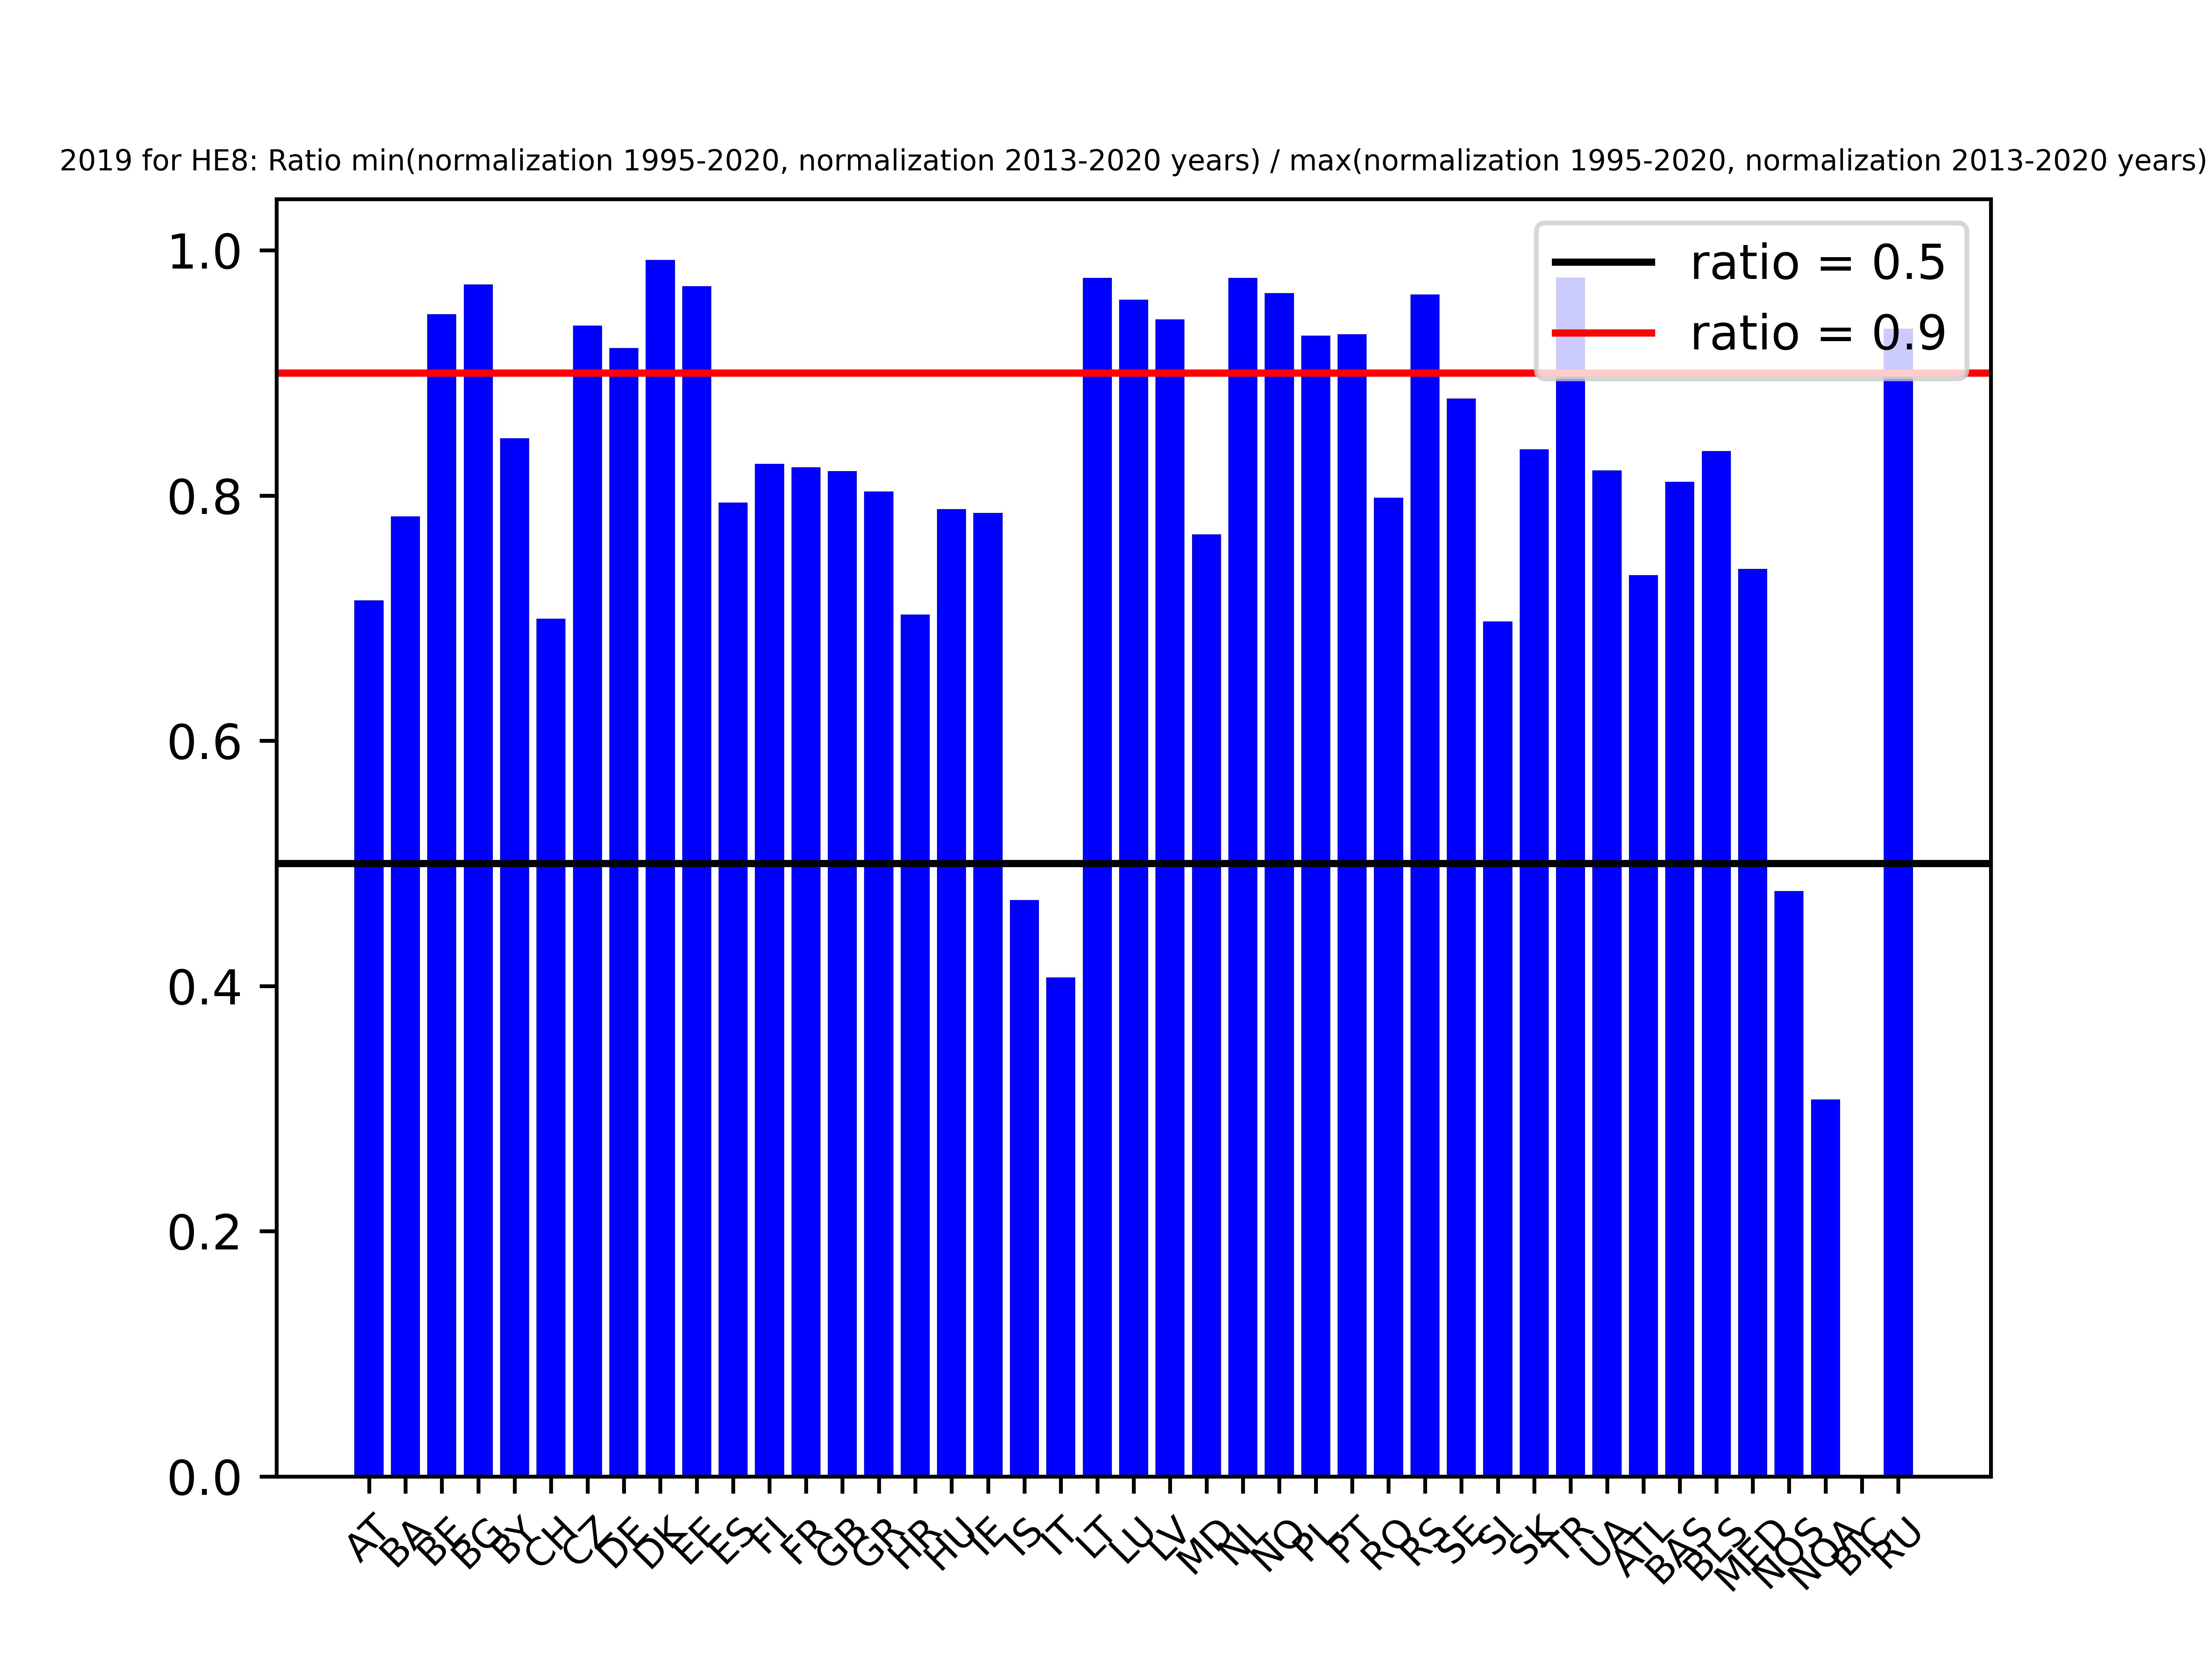 2019 for HE8: Ratio min(normalization 1995-2020, normalization 2013-2020 years) / max(normalization 1995-2020, normalization 2013-2020 years)
ratio = 0.5
ratio = 0.9
1.0
0.8
0.6
0.4
0.2
0.0
AT BA BE BG BY CH CZ DE DK EE ES FI FR GB GR HR HU IE IS IT LT LU LV MD NL NO PL PT RO RS SE SI SK TR UA ATL BAS BLS MED NOS NOA BIC RU